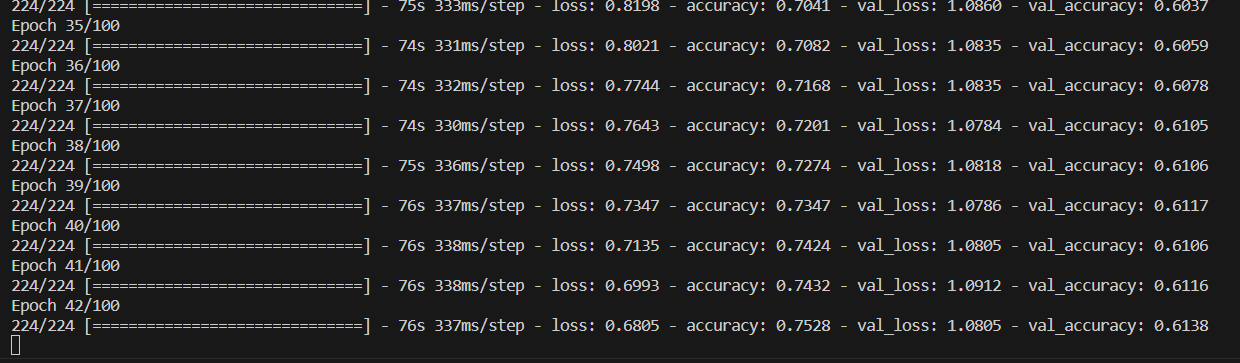 224/224 [==============================] - 75s 333ms/step - loss: 0.8198 - accuracy: 0.7041 - val_loss: 1.0860 - val_accuracy: 0.6037
Epoch 35/100
224/224 [==============================] - 74s 331ms/step - loss: 0.8021 - accuracy: 0.7082 - val_loss: 1.0835 - val_accuracy: 0.6059
Epoch 36/100
224/224 [==============================] - 74s 332ms/step - loss: 0.7744 - accuracy: 0.7168 - val_loss: 1.0835 - val_accuracy: 0.6078
Epoch 37/100
224/224 [==============================] - 74s 330ms/step - loss: 0.7643 - accuracy: 0.7201 - val_loss: 1.0784 - val_accuracy: 0.6105
Epoch 38/100
224/224 [==============================] - 75s 336ms/step - loss: 0.7498 - accuracy: 0.7274 - val_loss: 1.0818 - val_accuracy: 0.6106
Epoch 39/100
224/224 [==============================] - 76s 337ms/step - loss: 0.7347 - accuracy: 0.7347 - val_loss: 1.0786 - val_accuracy: 0.6117
Epoch 40/100
224/224 [==============================] - 76s 338ms/step - loss: 0.7135 - accuracy: 0.7424 - val_loss: 1.0805 - val_accuracy: 0.6106
Epoch 41/100
224/224 [==============================] - 76s 338ms/step - loss: 0.6993 - accuracy: 0.7432 - val_loss: 1.0912 - val_accuracy: 0.6116
Epoch 42/100
224/224 [==============================] - 76s 337ms/step - loss: 0.6805 - accuracy: 0.7528 - val_loss: 1.0805 - val_accuracy: 0.6138